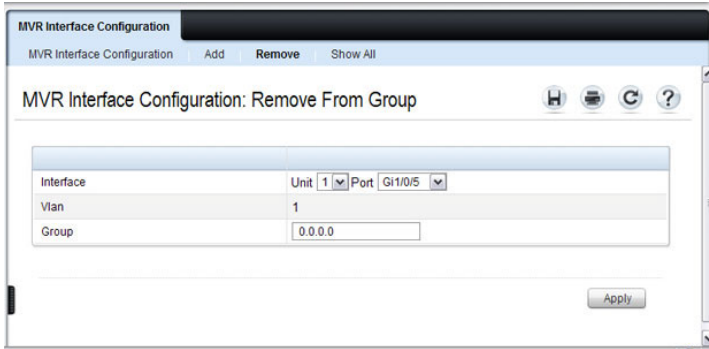 MVR Interface Configuration
MVR Interface Configuration Add Remove Show All
MVR Interface Configuration: Remove From Group
Interface Unit 1 Port Gi1/0/5
Vlan 1
Group 0.0.0.0
Apply